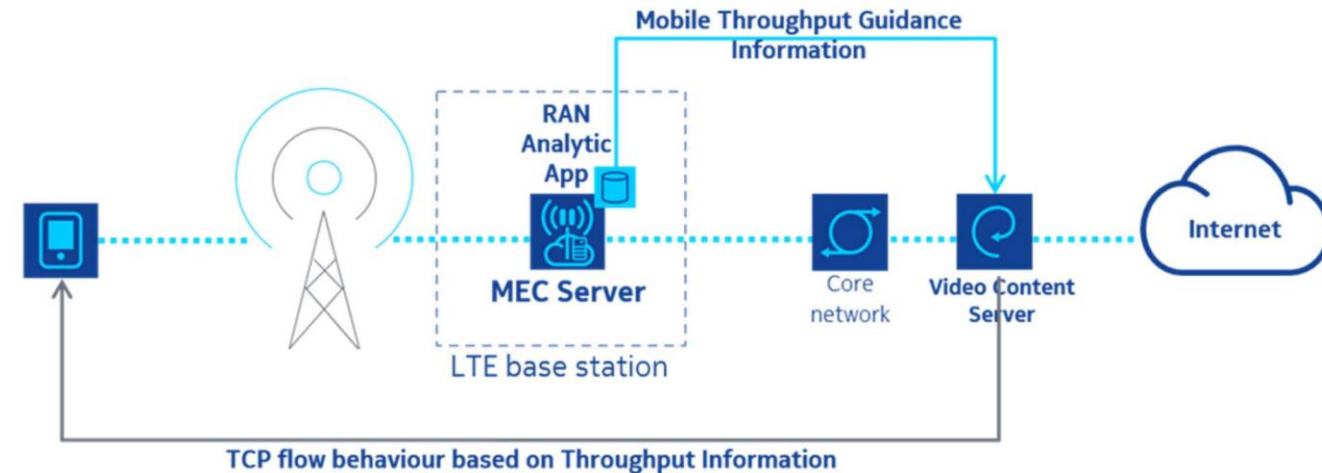 Mobile Throughput Guidance
Information
RAN
Analytic
App
MEC Server
LTE base station
Core
network
Video Content
Server
Internet
TCP flow behaviour based on Throughput Information